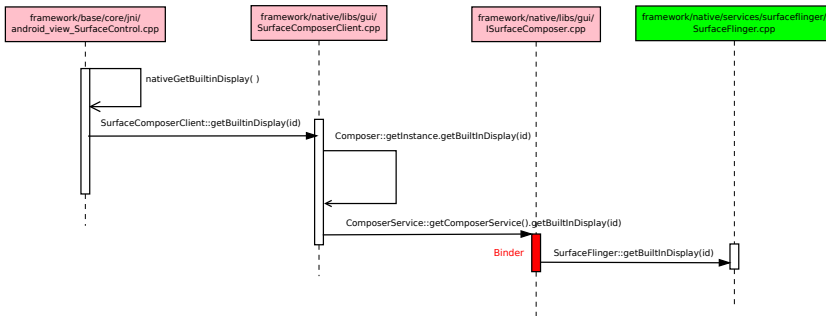 framework/base/core/jni/
android_view_SurfaceControl.cpp
framework/native/libs/gui/
SurfaceComposerClient.cpp
framework/native/libs/gui/
ISurfaceComposer.cpp
framework/native/services/surfaceflinger/
SurfaceFlinger.cpp
nativeGetBuiltinDisplay( )
SurfaceComposerClient::getBuiltinDisplay(id)
Composer::getInstance.getBuiltInDisplay(id)
ComposerService::getComposerService().getBuiltInDisplay(id)
Binder
SurfaceFlinger::getBuiltInDisplay(id)